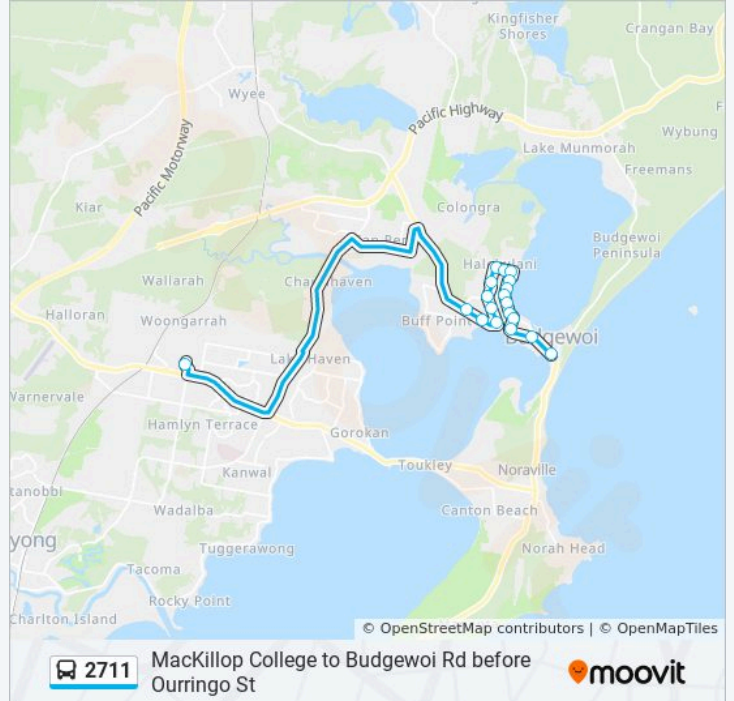 Kingfisher
Shores
Crangan Bay
Wyee
Pacific Highway
Pacific Motorway
Wybung
Lake Munmorah
Freemans
Kiar
Colongra
Budgewoi
Peninsula
Wallarah
Halloran
Woongarrah
Buff Point
Budgewoi
Lake Haven
Warnervale
Hamlyn Terrace
Gorokan
Toukley
Noraville
Kanwal
Canton Beach
Wadalba
Norah Head
Tuggerawong
Tacoma
Rocky Point
Charlton Island
© OpenStreetMap contributors | © OpenMapTiles
2711
MacKillop College to Budgewoi Rd before
Ourringo St
moovit